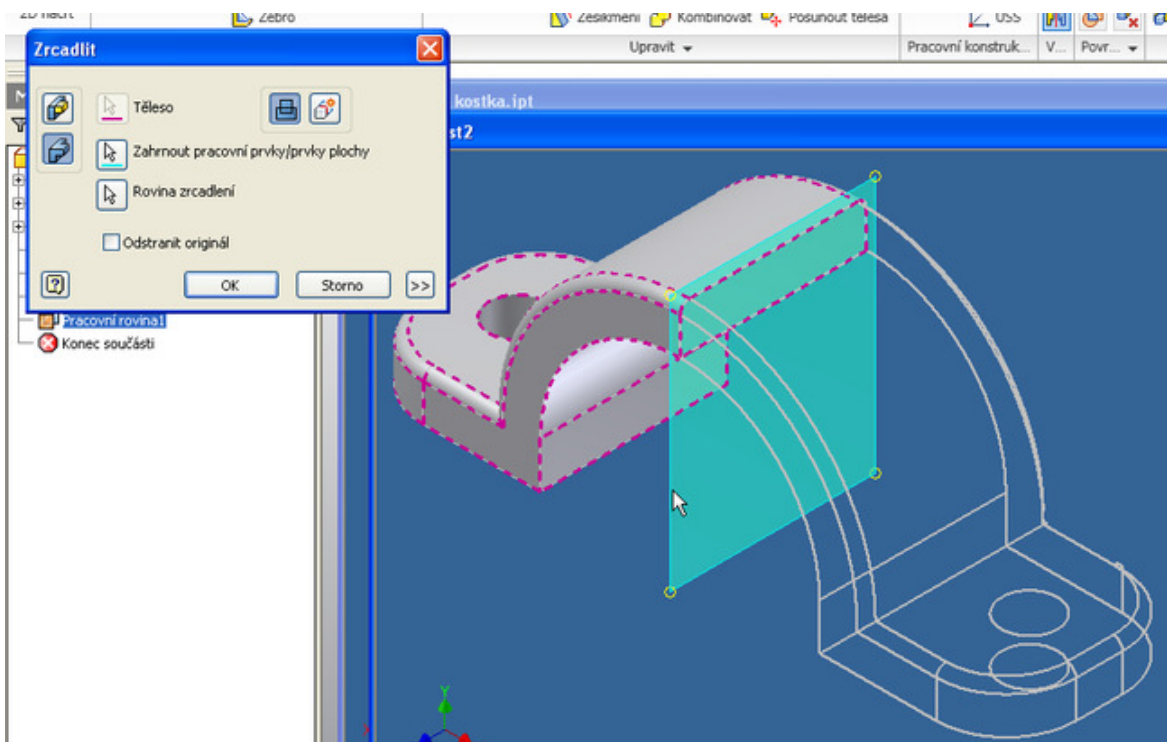 2D náčrt
Žebro
Zesikmení
Kombinovat
Posunout tělesa
USS
Upravit
Pracovní konstruk...
V...
Povr...
Zrcadlit
Těleso
Zahrnout pracovní prvky/prvky plochy
Rovina zrcadlení
Odstranit originál
OK
Storno
>>
kostka.ipt
st2
Pracovní rovina1
Konec součásti
Y